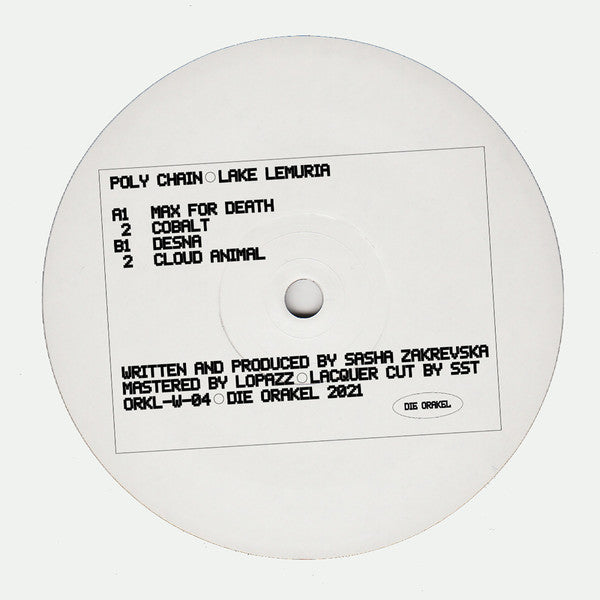 POLY CHAIN○LAKE LEMURIA
A1 MAX FOR DEATH
2 COBALT
B1 DESNA
2 CLOUD ANIMAL
WRITTEN AND PRODUCED BY SASHA ZAKREVSKA
MASTERED BY LOPAZZ○LACQUER CUT BY SST
ORKL-W-04○DIE ORAKEL 2021
DIE ORAKEL